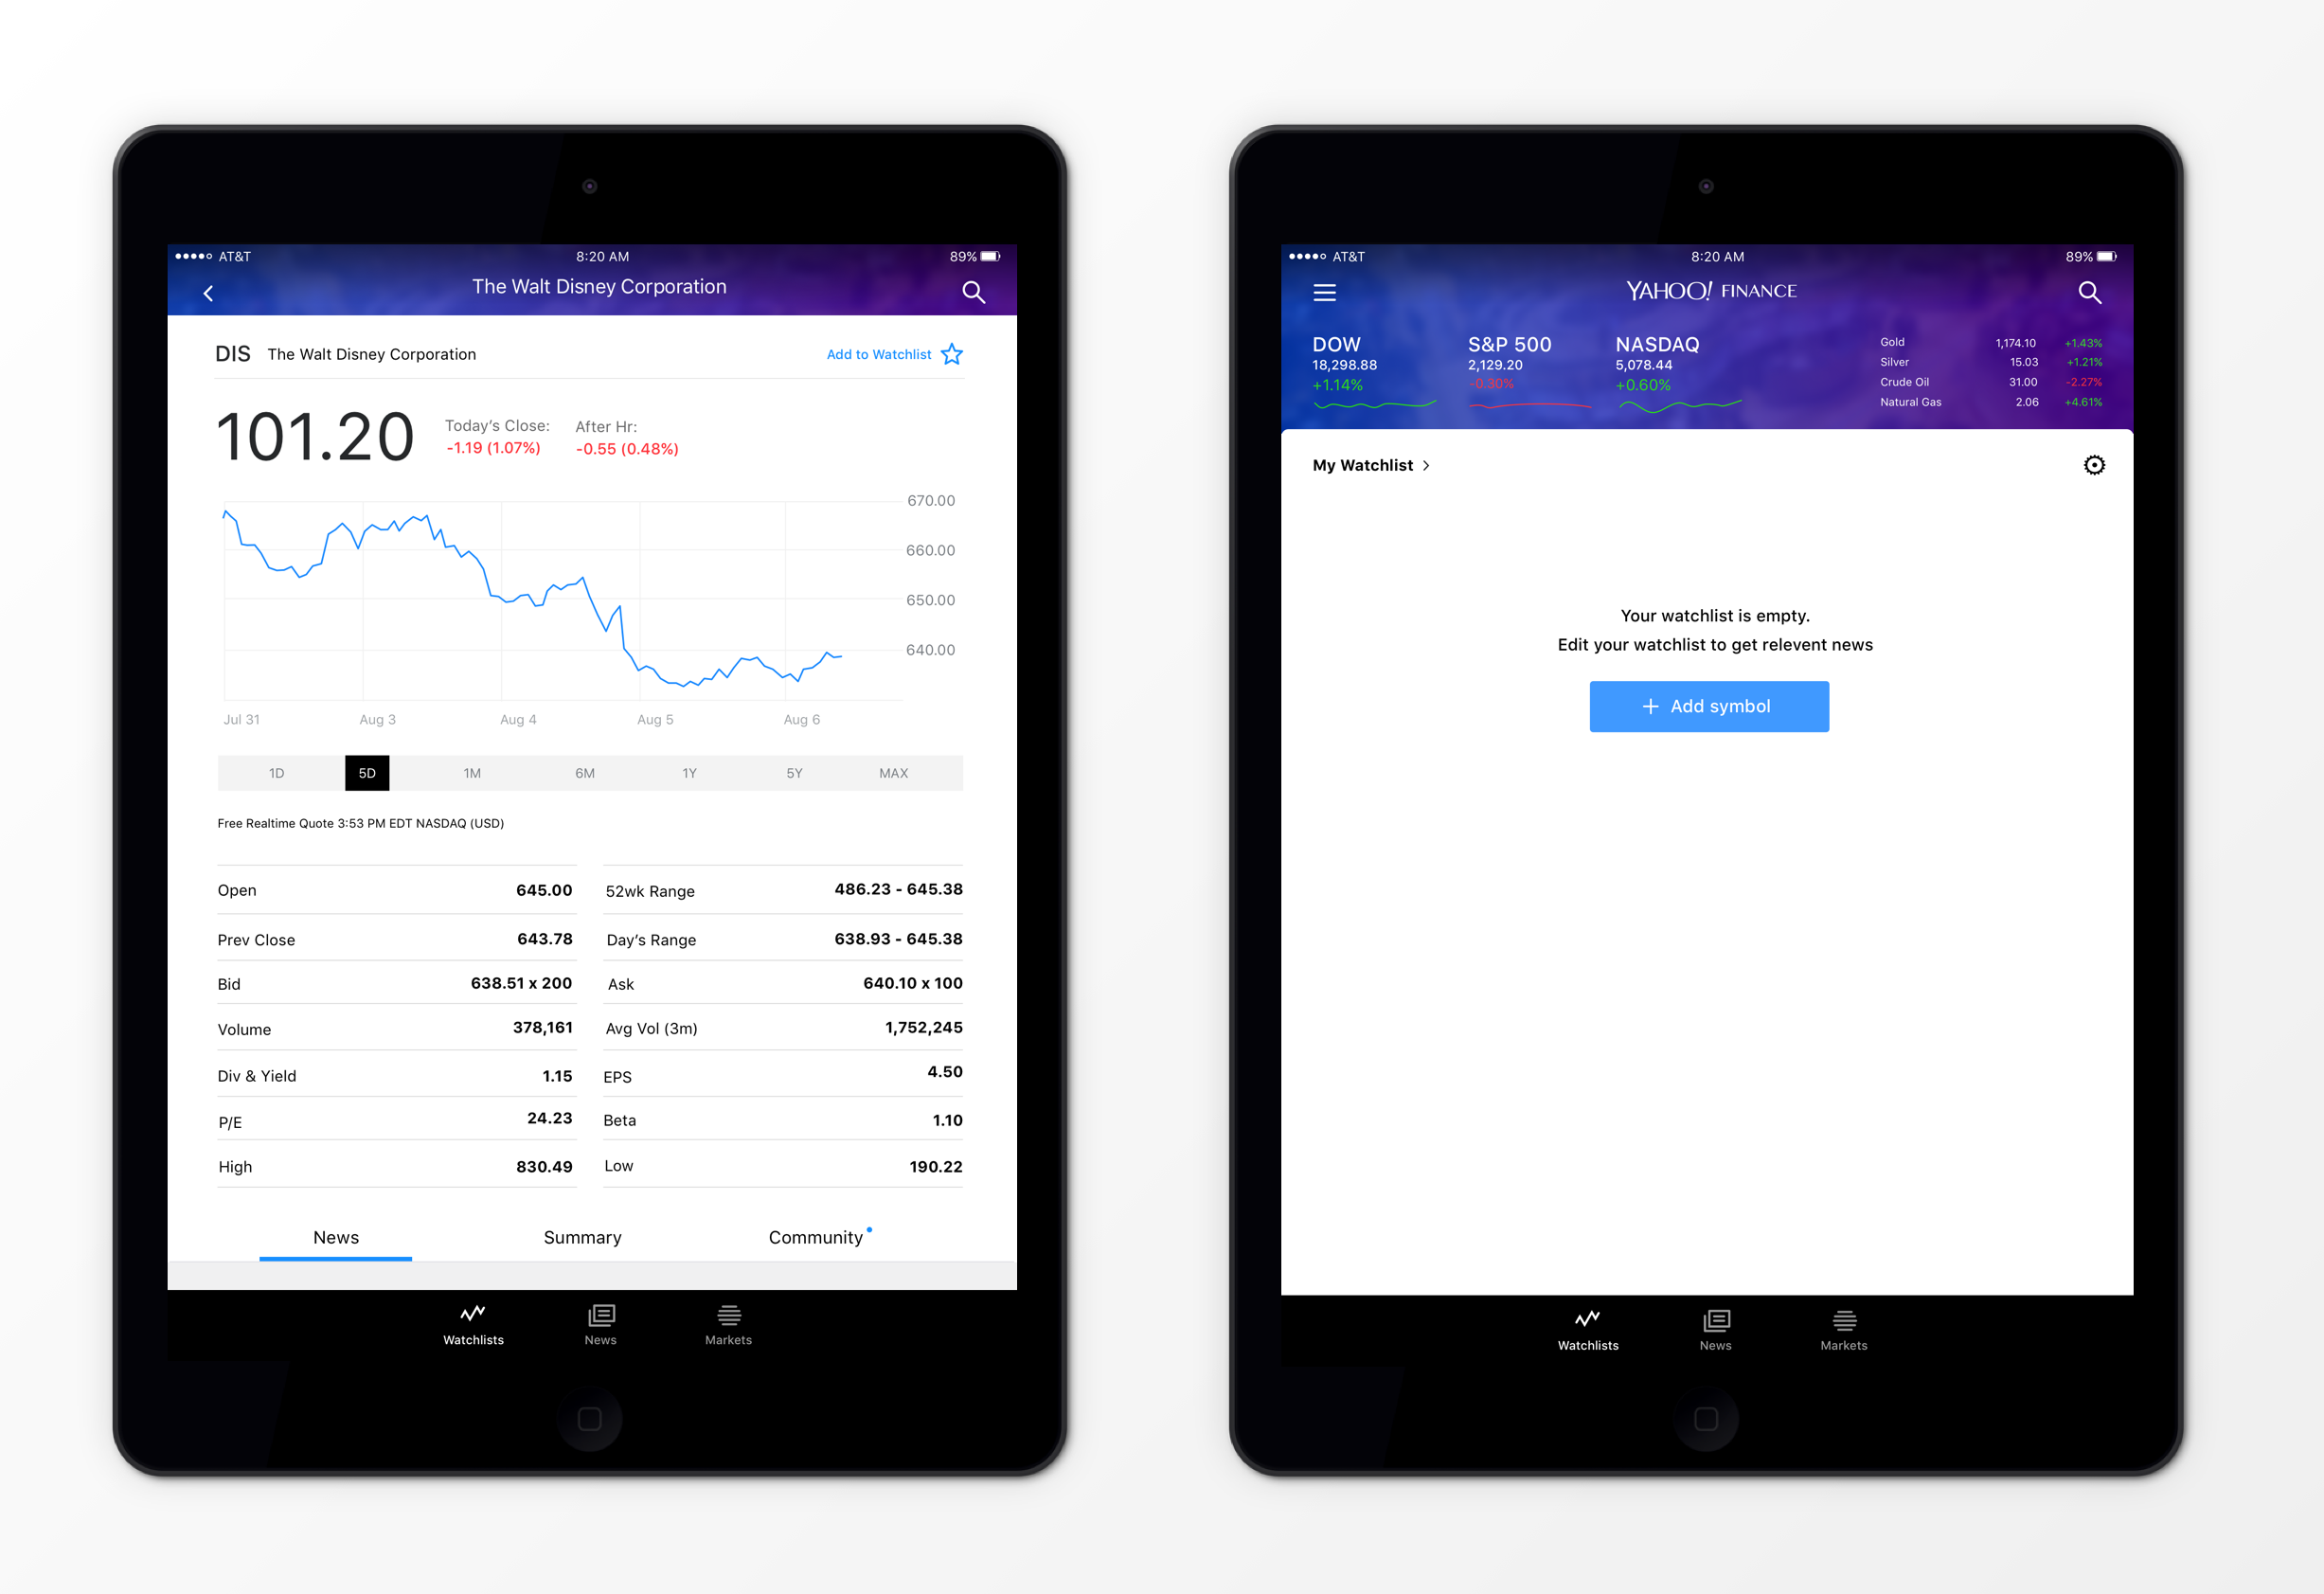 AT&T 8:20 AM 89%
The Walt Disney Corporation
DIS The Walt Disney Corporation Add to Watchlist
101.20
Today's Close: After Hr:
-1.19 (1.07%) -0.55 (0.48%)
670.00
660.00
650.00
640.00
Jul 31 Aug 3 Aug 4 Aug 5 Aug 6
1D 5D 1M 6M 1Y 5Y MAX
Free Realtime Quote 3:53 PM EDT NASDAQ (USD)
Open 645.00 52wk Range 486.23 - 645.38
Prev Close 643.78 Day's Range 638.93 - 645.38
Bid 638.51 x 200 Ask 640.10 x 100
Volume 378,161 Avg Vol (3m) 1,752,245
Div & Yield 1.15 EPS 4.50
P/E 24.23 Beta 1.10
High 830.49 Low 190.22
News Summary Community
Watchlists News Markets
AT&T 8:20 AM 89%
YAHOO! FINANCE
DOW S&P 500 NASDAQ
18,298.88 2,129.20 5,078.44
+1.14% -0.30% +0.60%
Gold 1,174.10 +1.43%
Silver 15.03 +1.21%
Crude Oil 31.00 -2.27%
Natural Gas 2.06 +4.61%
My Watchlist >
Your watchlist is empty.
Edit your watchlist to get relevent news
+ Add symbol
Watchlists News Markets